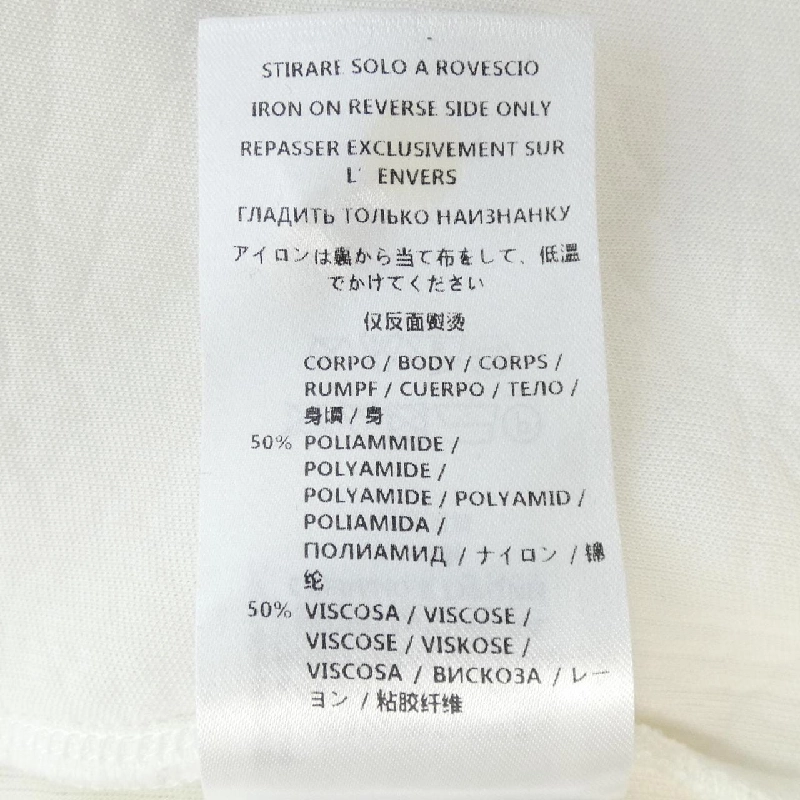 STIRARE SOLO A ROVESCIO
IRON ON REVERSE SIDE ONLY
REPASSER EXCLUSIVEMENT SUR
L' ENVERS
ГЛАДИТЬ ТОЛЬКО НАИЗНАНКУ
アイロンは裏から当て布をして、低温
でかけてください
仅反面熨烫
CORPO / BODY / CORPS /
RUMPF / CUERPO / ТЕЛО /
身頃 / 身
50% POLIAMMIDE /
POLYAMIDE /
POLYAMIDE / POLYAMID /
POLIAMIDA /
ПОЛИАМИД / ナイロン / 锦
纶
50% VISCOSA / VISCOSE /
VISCOSE / VISKOSE /
VISCOSA / ВИСКОЗА / レー
ヨン / 粘胶纤维